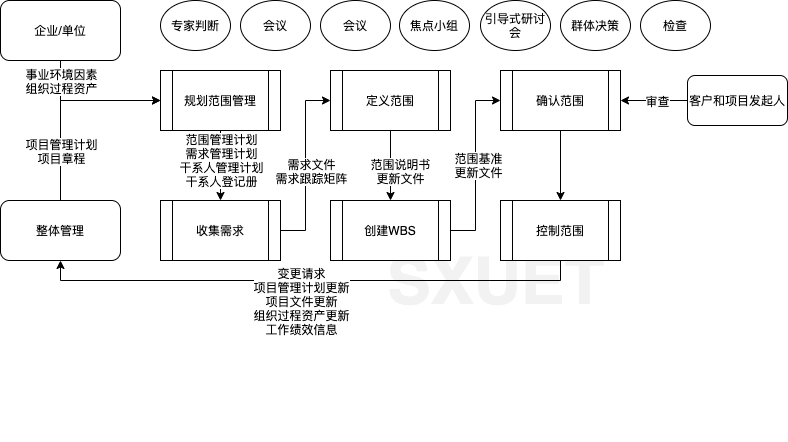 企业/单位
专家判断
会议
会议
焦点小组
引导式研讨
会
群体决策
检查
事业环境因素
组织过程资产
规划范围管理
定义范围
确认范围
审查
客户和项目发起人
项目管理计划
项目章程
范围管理计划
需求管理计划
干系人管理计划
干系人登记册
需求文件
需求跟踪矩阵
范围说明书
更新文件
范围基准
更新文件
整体管理
收集需求
创建WBS
控制范围
SXUET
变更请求
项目管理计划更新
项目文件更新
组织过程资产更新
工作绩效信息